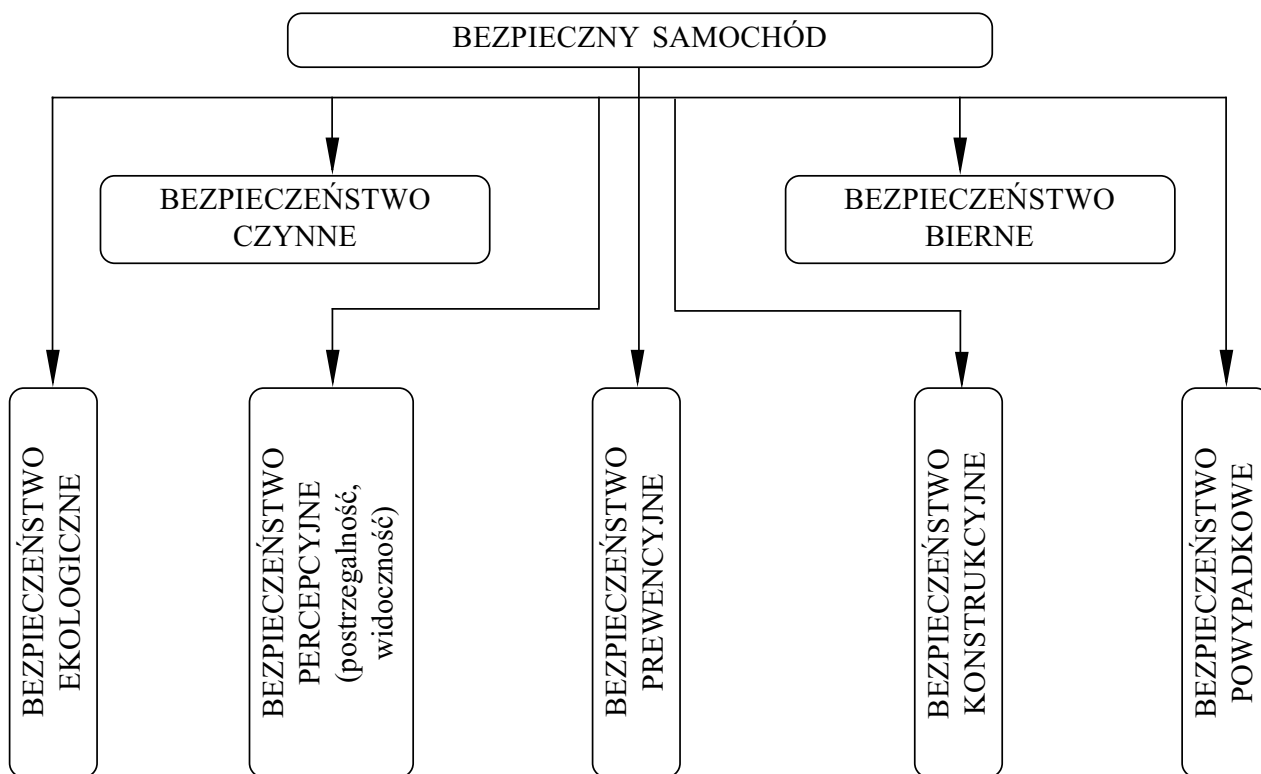 BEZPIECZNY SAMOCHÓD
BEZPIECZEŃSTWO
CZYNNE
BEZPIECZEŃSTWO
BIERNE
BEZPIECZEŃSTWO
EKOLOGICZNE
BEZPIECZEŃSTWO
PERCEPCYJNE
(postrzegalność,
widoczność)
BEZPIECZEŃSTWO
PREWENCYJNE
BEZPIECZEŃSTWO
KONSTRUKCYJNE
BEZPIECZEŃSTWO
POWYPADKOWE